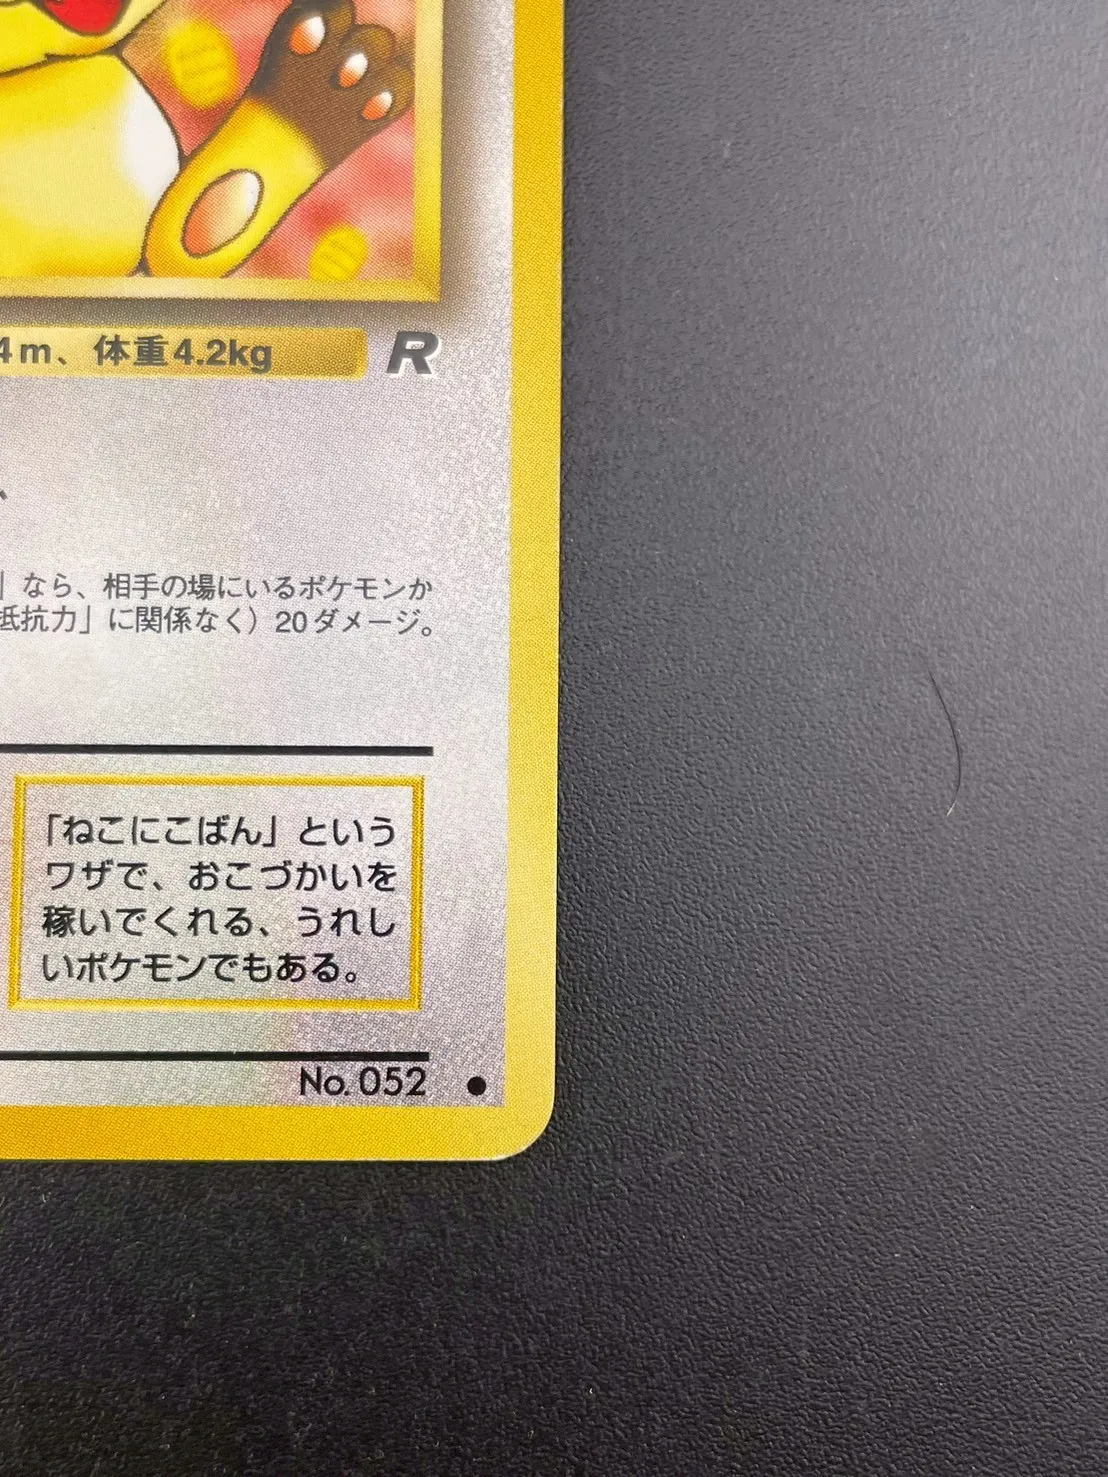 4m、体重4.2kg
R
、
」なら、相手の場にいるポケモンか
抵抗力」に関係なく）20ダメージ。
「ねこにこばん」という
ワザで、おこづかいを
稼いでくれる、うれし
いポケモンでもある。
No. 052 ●